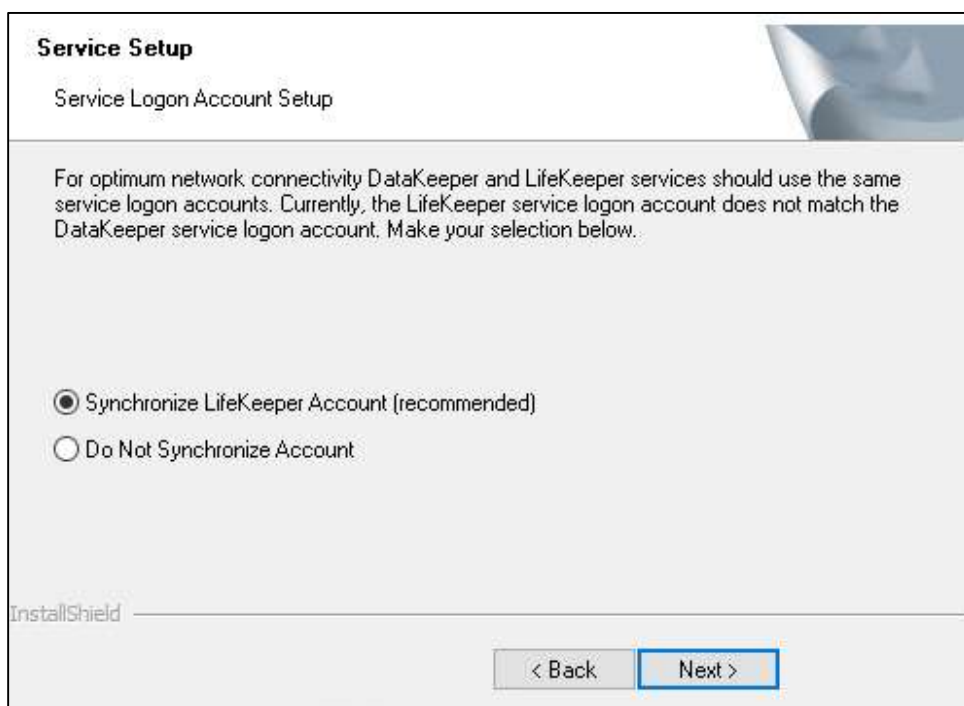 Service Setup
Service Logon Account Setup
For optimum network connectivity DataKeeper and LifeKeeper services should use the same
service logon accounts. Currently, the LifeKeeper service logon account does not match the
DataKeeper service logon account. Make your selection below.
Synchronize LifeKeeper Account (recommended)
Do Not Synchronize Account
InstallShield
< Back
Next >